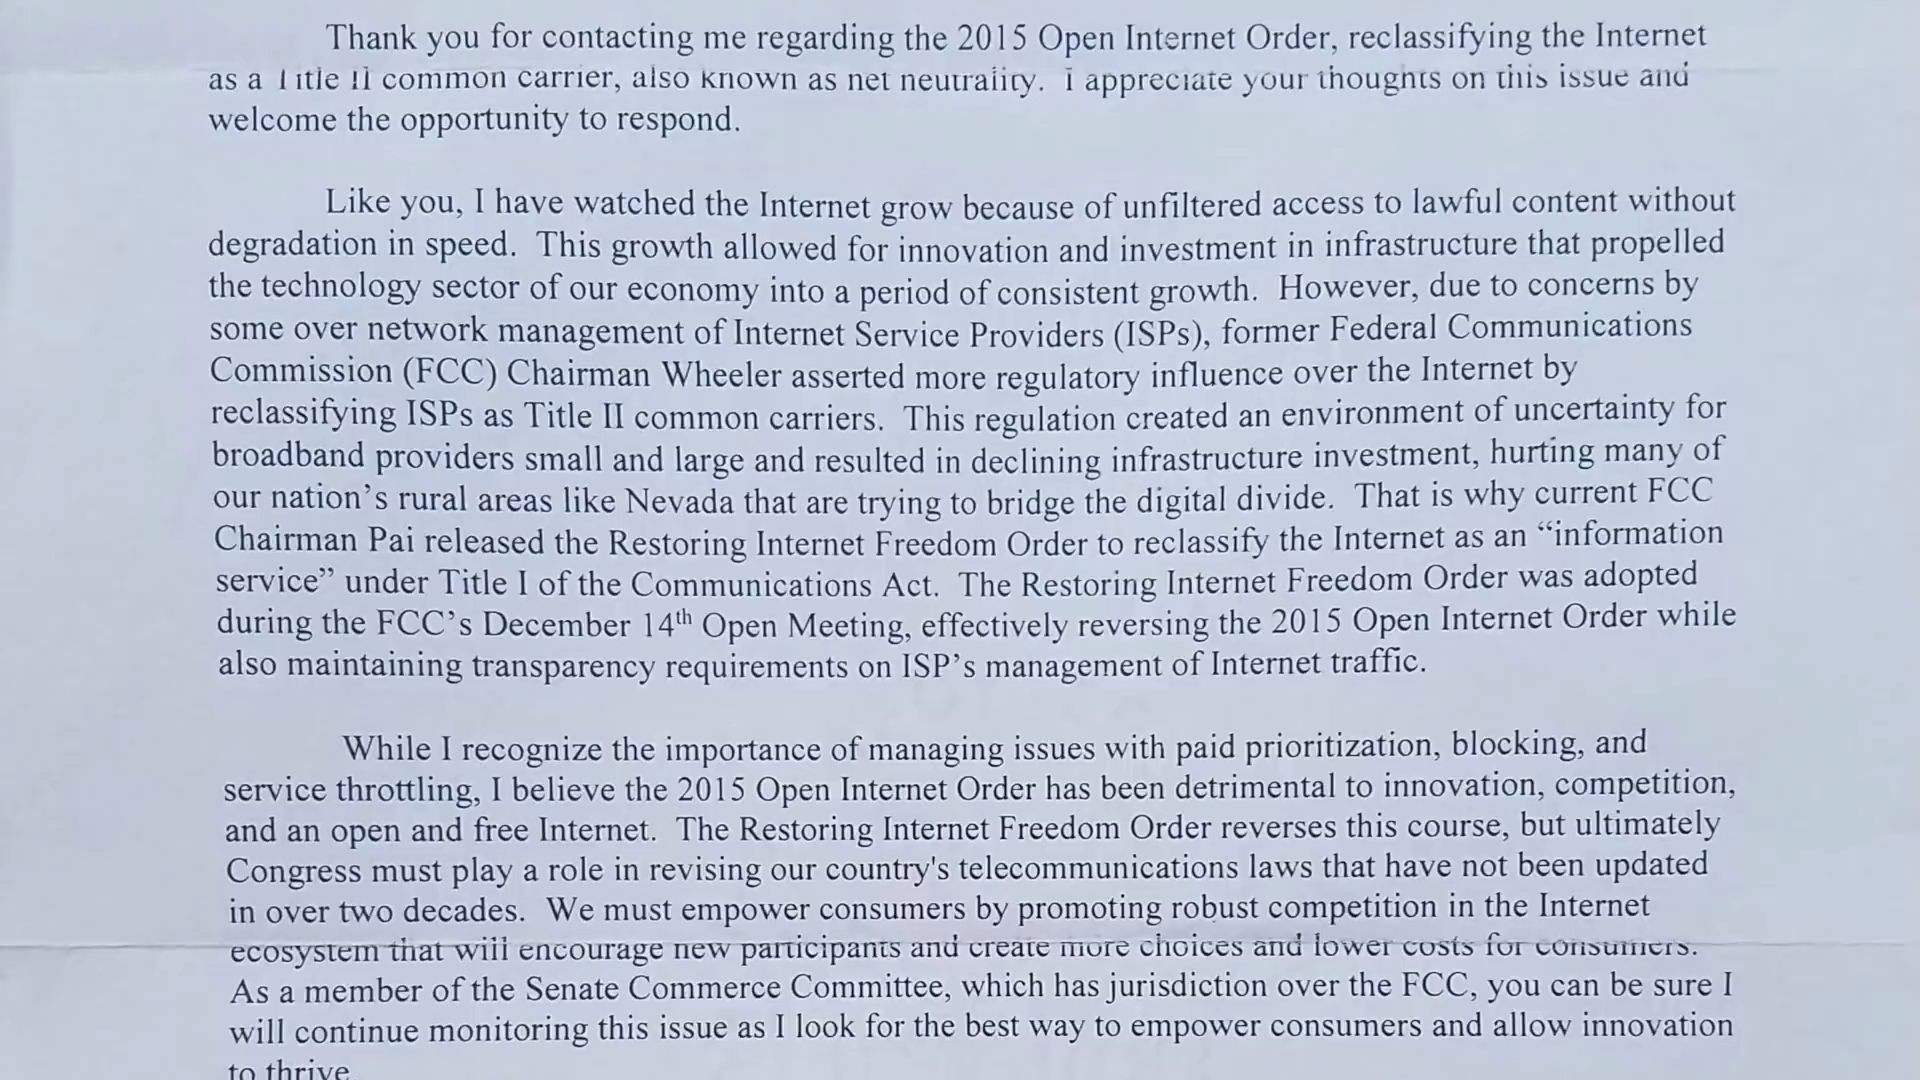 Thank you for contacting me regarding the 2015 Open Internet Order, reclassifying the Internet
as a Title II common carrier, also known as net neutrality.  I appreciate your thoughts on this issue and
welcome the opportunity to respond.
Like you, I have watched the Internet grow because of unfiltered access to lawful content without
degradation in speed.  This growth allowed for innovation and investment in infrastructure that propelled
the technology sector of our economy into a period of consistent growth.  However, due to concerns by
some over network management of Internet Service Providers (ISPs), former Federal Communications
Commission (FCC) Chairman Wheeler asserted more regulatory influence over the Internet by
reclassifying ISPs as Title II common carriers.  This regulation created an environment of uncertainty for
broadband providers small and large and resulted in declining infrastructure investment, hurting many of
our nation’s rural areas like Nevada that are trying to bridge the digital divide.  That is why current FCC
Chairman Pai released the Restoring Internet Freedom Order to reclassify the Internet as an “information
service” under Title I of the Communications Act.  The Restoring Internet Freedom Order was adopted
during the FCC’s December 14th Open Meeting, effectively reversing the 2015 Open Internet Order while
also maintaining transparency requirements on ISP’s management of Internet traffic.
While I recognize the importance of managing issues with paid prioritization, blocking, and
service throttling, I believe the 2015 Open Internet Order has been detrimental to innovation, competition,
and an open and free Internet.  The Restoring Internet Freedom Order reverses this course, but ultimately
Congress must play a role in revising our country's telecommunications laws that have not been updated
in over two decades.  We must empower consumers by promoting robust competition in the Internet
ecosystem that will encourage new participants and create more choices and lower costs for consumers.
As a member of the Senate Commerce Committee, which has jurisdiction over the FCC, you can be sure I
will continue monitoring this issue as I look for the best way to empower consumers and allow innovation
to thrive.